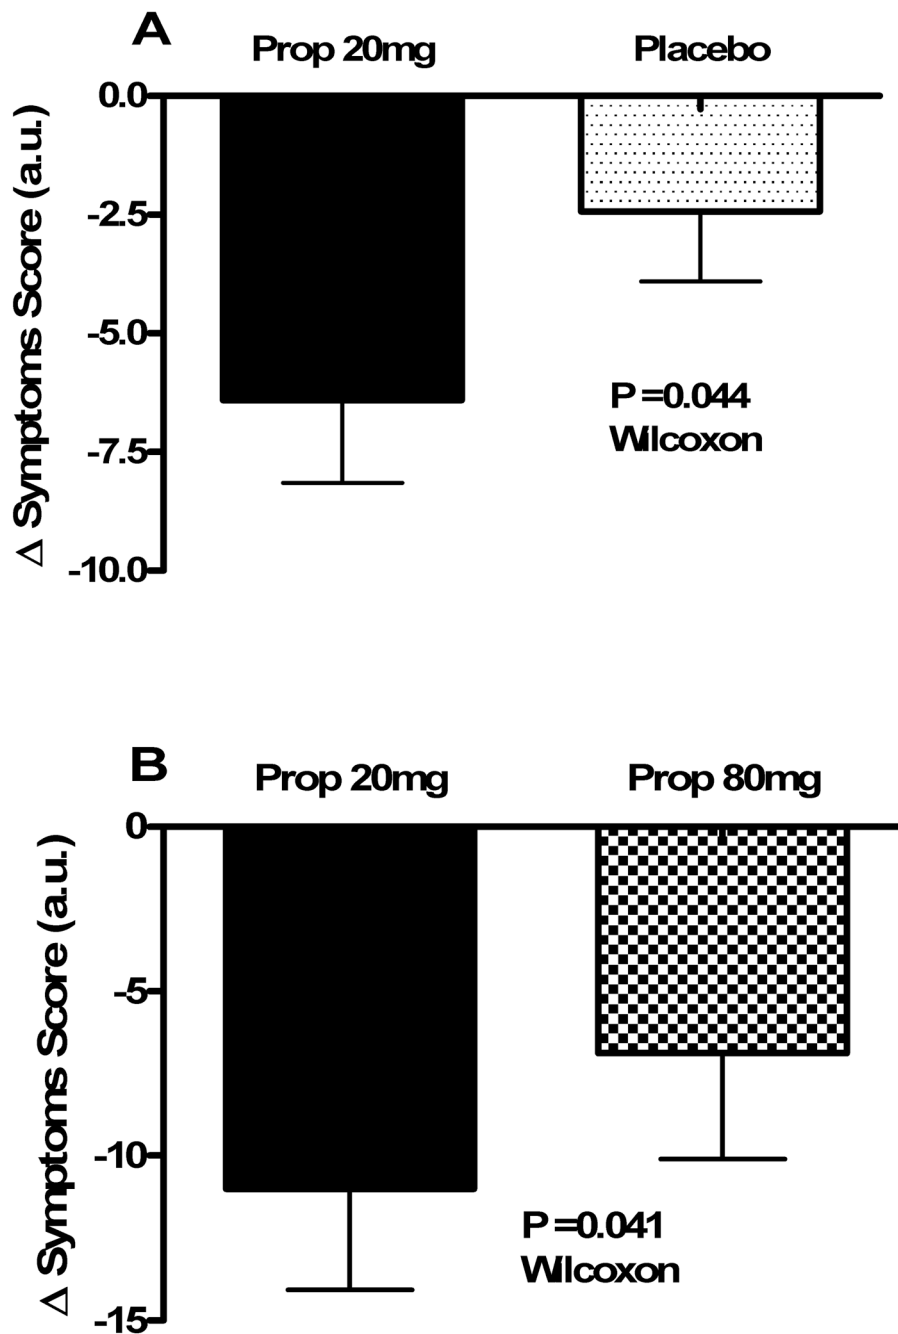 A
Prop 20mg
Placebo
0.0
-2.5
-5.0
-7.5
-10.0
Δ Symptoms Score (a.u.)
P =0.044
Wilcoxon
B
Prop 20mg
Prop 80mg
0
-5
-10
-15
Δ Symptoms Score (a.u.)
P =0.041
Wilcoxon